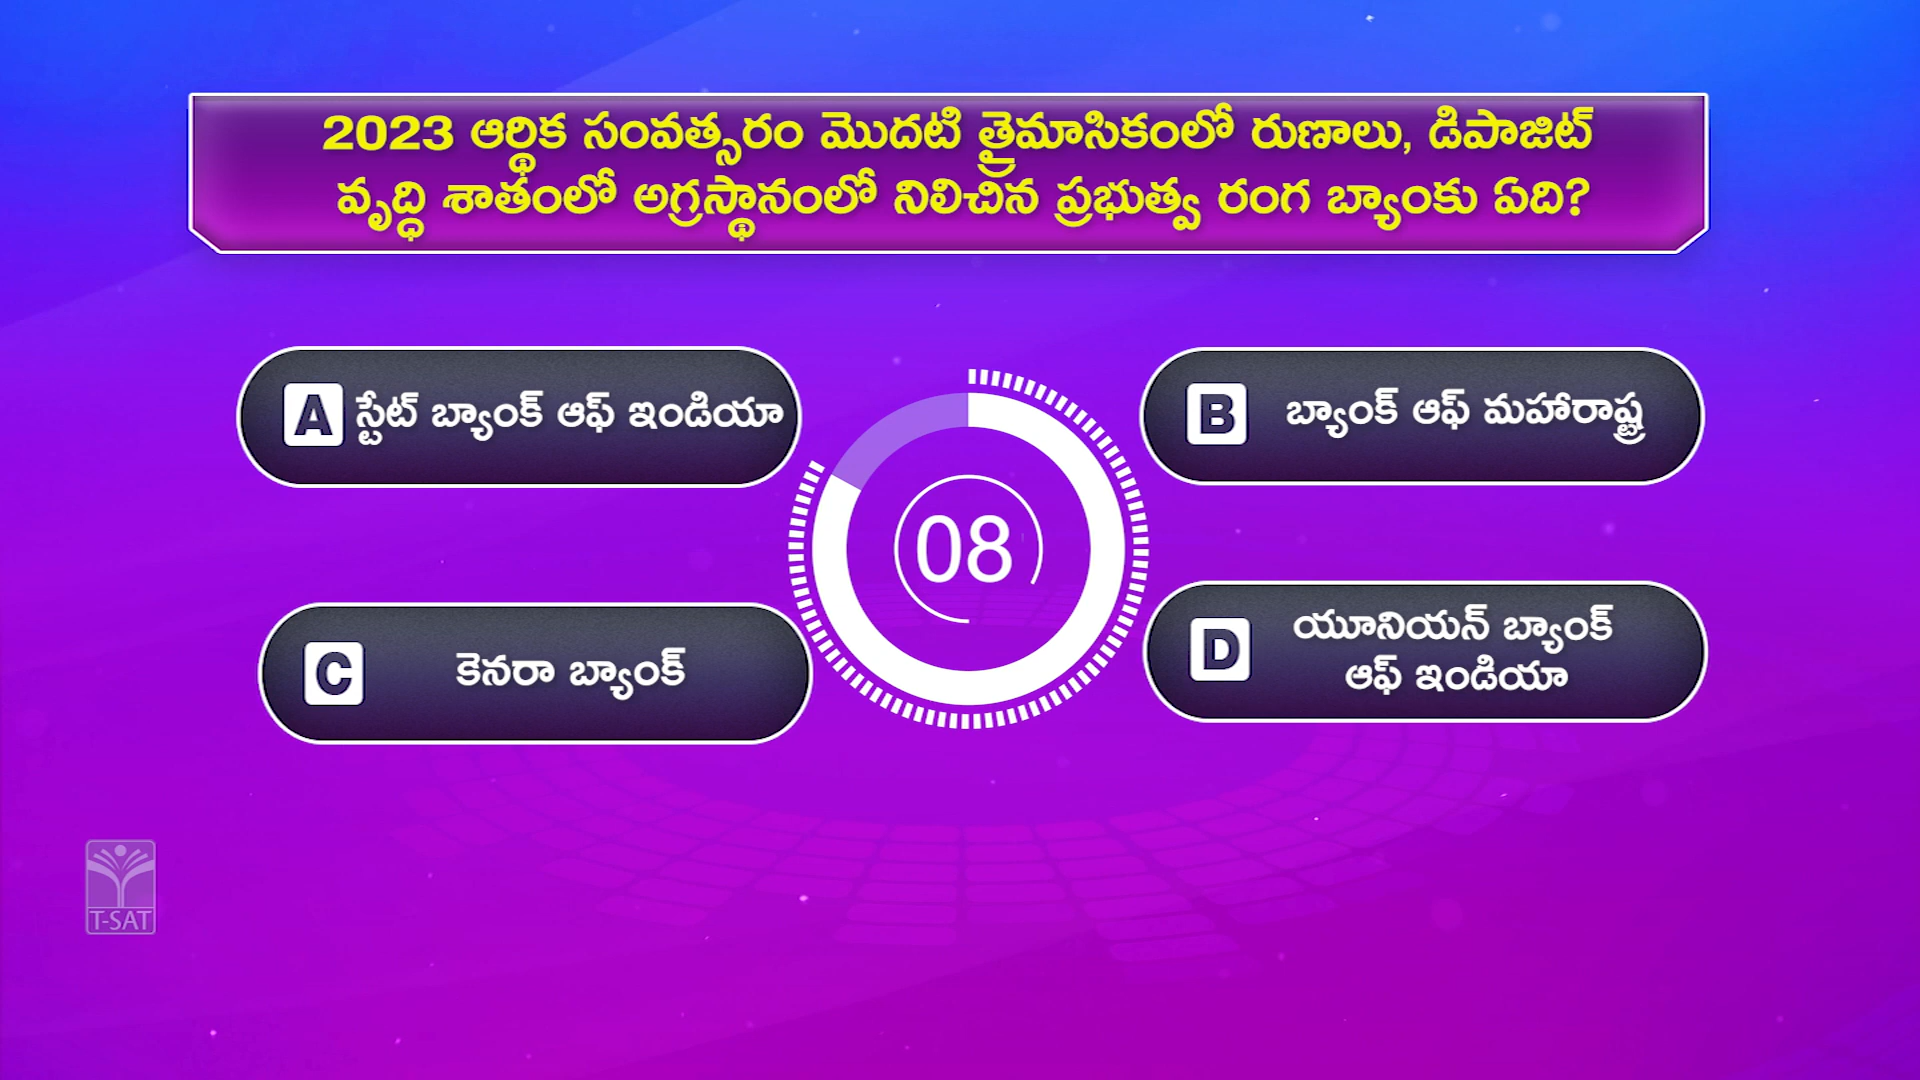 2023 ఆర్థిక సంవత్సరం మొదటి త్రైమాసికంలో రుణాలు, డిపాజిట్
వృద్ధి శాతంలో అగ్రస్థానంలో నిలిచిన ప్రభుత్వ రంగ బ్యాంకు ఏది?
A స్టేట్ బ్యాంక్ ఆఫ్ ఇండియా
B బ్యాంక్ ఆఫ్ మహారాష్ట్ర
08
C కెనరా బ్యాంక్
D యూనియన్ బ్యాంక్
ఆఫ్ ఇండియా
T-SAT